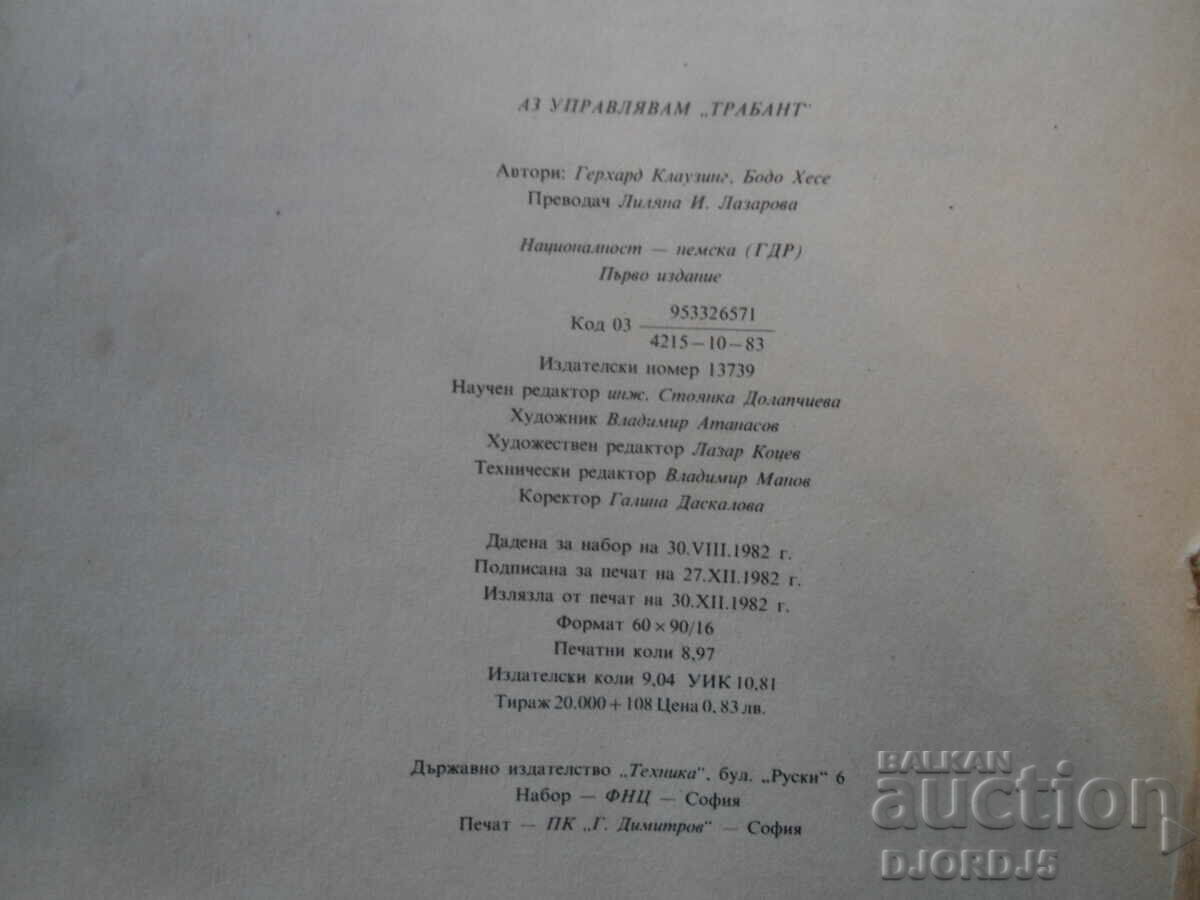 АЗ УПРАВЛЯВАМ „ТРАБАНТ"
Автори: Герхард Клаузинг, Бодо Хесе
Преводач Лиляна И. Лазарова
Националност — немска (ГДР)
Първо издание
Код 03 953326571
4215-10-83
Издателски номер 13739
Научен редактор инж. Стоянка Долапчиева
Художник Владимир Атанасов
Художествен редактор Лазар Коцев
Технически редактор Владимир Манов
Коректор Галина Даскалова
Дадена за набор на 30.VIII.1982 г.
Подписана за печат на 27.XII.1982 г.
Излязла от печат на 30.XII.1982 г.
Формат 60×90/16
Печатни коли 8,97
Издателски коли 9,04 УИК 10,81
Тираж 20.000+108 Цена 0,83 лв.
Държавно издателство „Техника", бул. „Руски" 6
Набор — ФНЦ — София
Печат — ПК „Г. Димитров" — София
BALKAN
auction
DJORDJ5